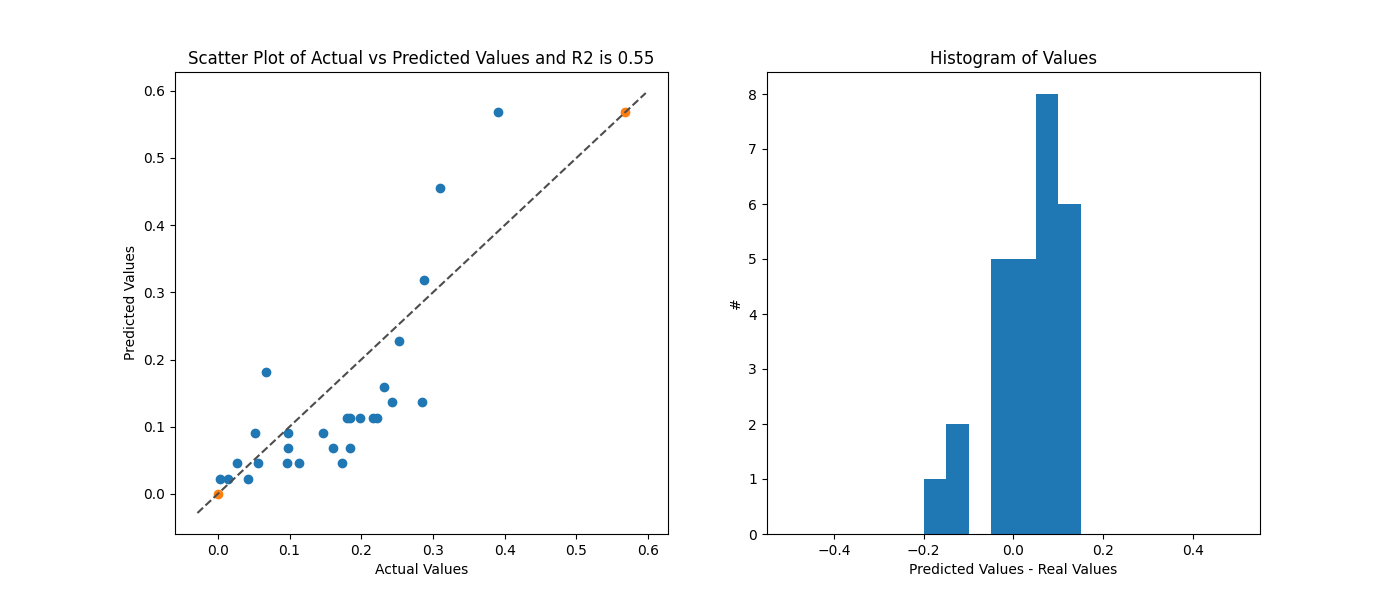 Scatter Plot of Actual vs Predicted Values and R2 is 0.55
0.6
0.5
0.4
0.3
0.2
0.1
0.0
Predicted Values
0.0 0.1 0.2 0.3 0.4 0.5 0.6
Actual Values
Histogram of Values
8
7
6
5
4
3
2
1
0
#
−0.4 −0.2 0.0 0.2 0.4
Predicted Values - Real Values